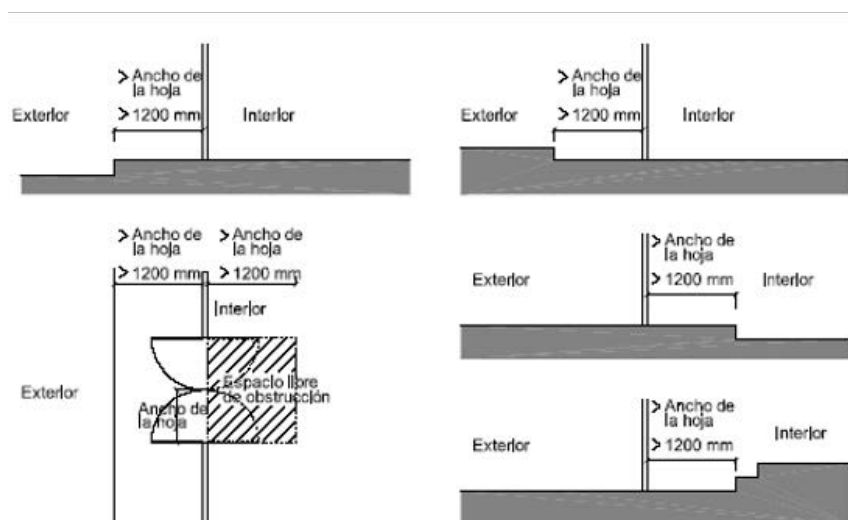 > Ancho de
la hoja
> 1200 mm
Exterior
Interior
> Ancho de
la hoja
> 1200 mm
Exterior
Interior
> Ancho de
la hoja
> 1200 mm
> Ancho de
la hoja
> 1200 mm
Interior
Exterior
Espacio libre
de obstrucción
Ancho de
la hoja
> Ancho de
la hoja
> 1200 mm
Exterior
Interior
> Ancho de
la hoja
> 1200 mm
Exterior
Interior